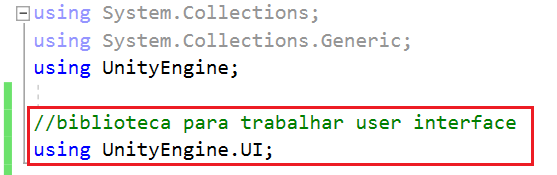 using System.Collections;
using System.Collections.Generic;
using UnityEngine;
//biblioteca para trabalhar user interface
using UnityEngine.UI;